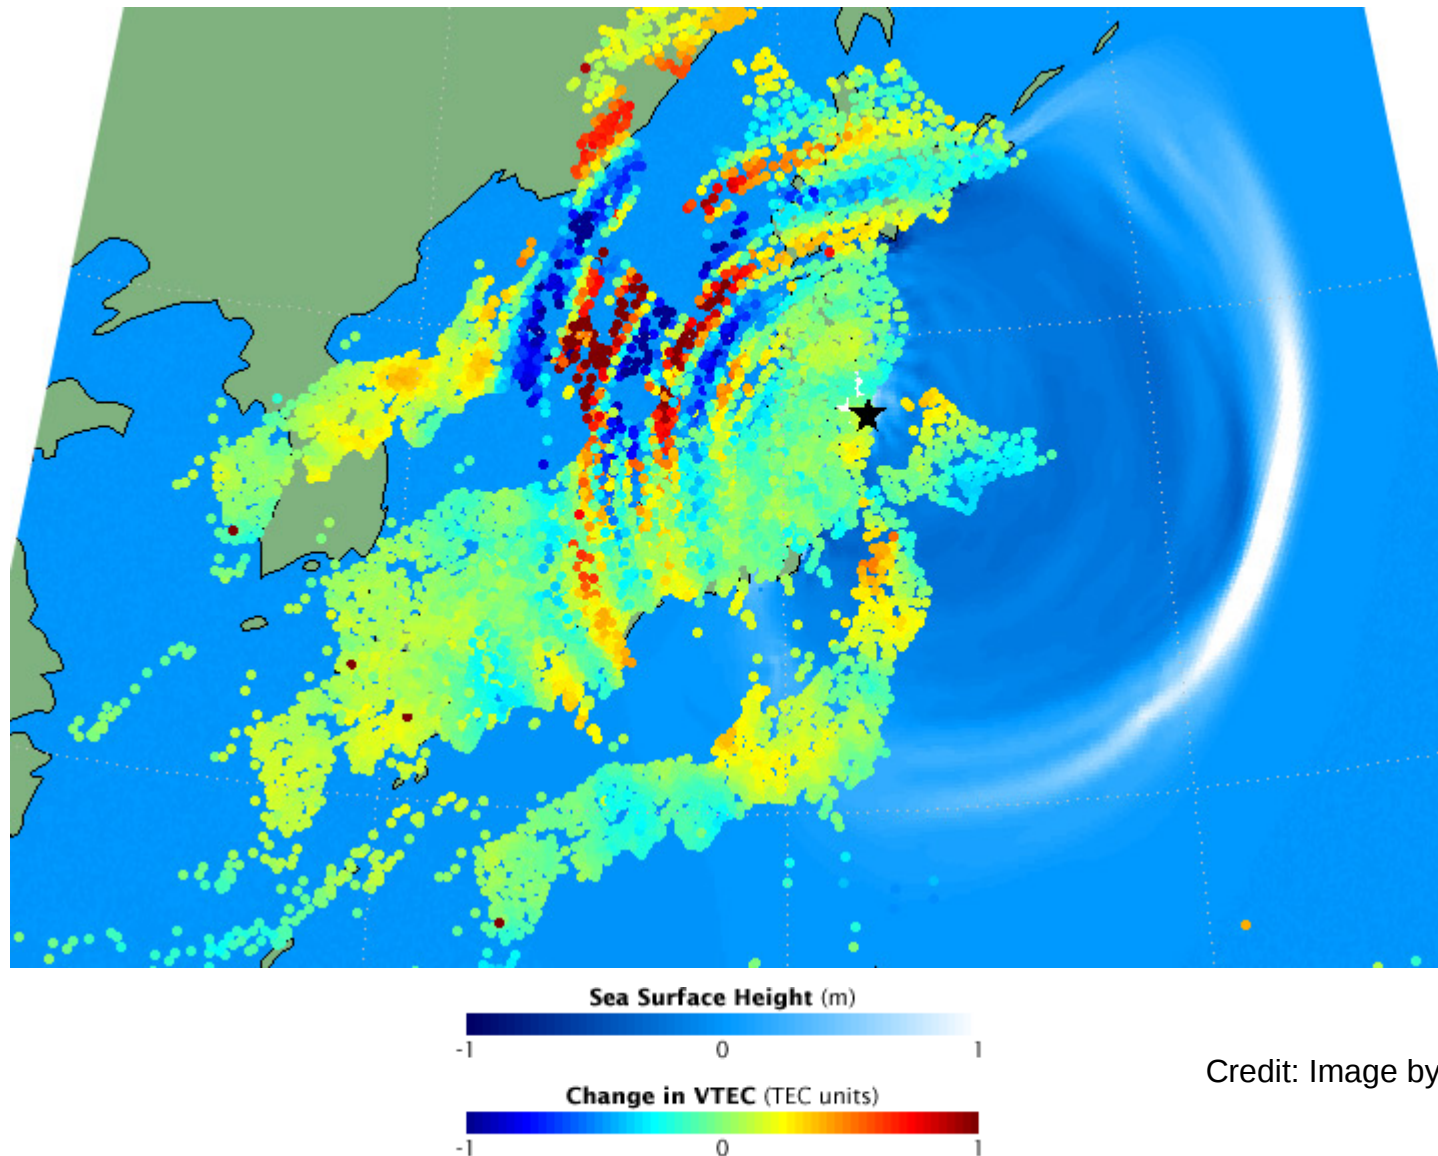 Sea Surface Height (m)
-1 0 1
Credit: Image by
Change in VTEC (TEC units)
-1 0 1